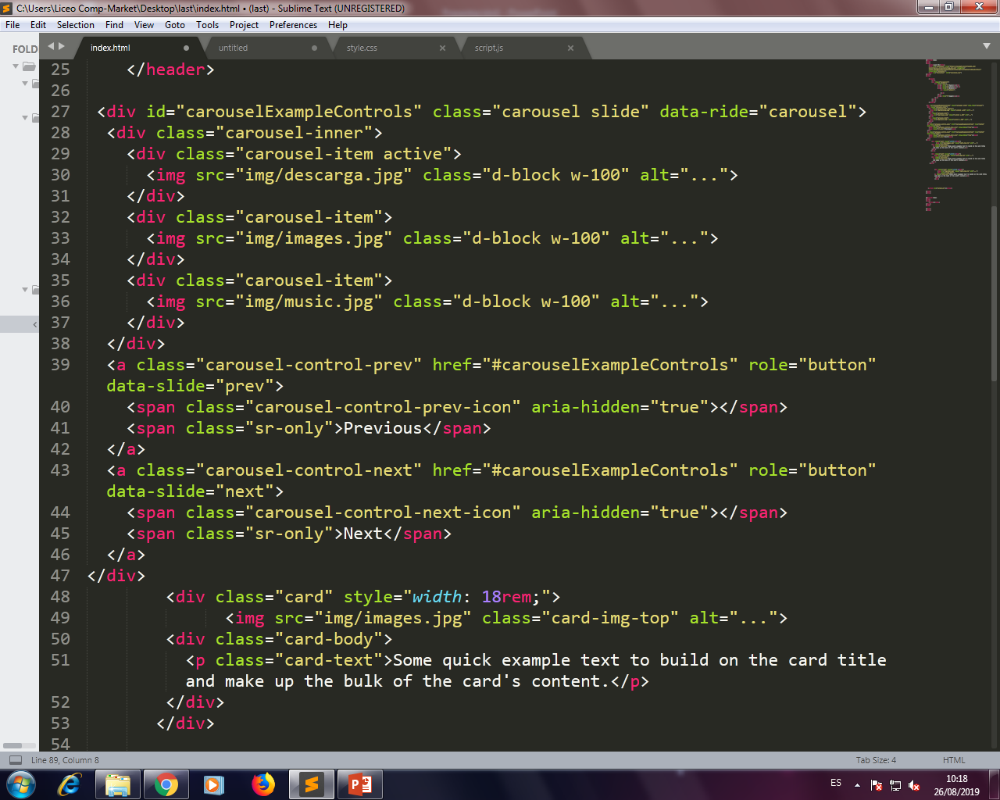 C:\Users\Liceo Comp-Market\Desktop\last\index.html • (last) - Sublime Text (UNREGISTERED)
File Edit Selection Find View Goto Tools Project Preferences Help
FOLD
index.html untitled style.css script.js
25 </header>
26
27 <div id="carouselExampleControls" class="carousel slide" data-ride="carousel">
28 <div class="carousel-inner">
29 <div class="carousel-item active">
30 <img src="img/descarga.jpg" class="d-block w-100" alt="...">
31 </div>
32 <div class="carousel-item">
33 <img src="img/images.jpg" class="d-block w-100" alt="...">
34 </div>
35 <div class="carousel-item">
36 <img src="img/music.jpg" class="d-block w-100" alt="...">
37 </div>
38 </div>
39 <a class="carousel-control-prev" href="#carouselExampleControls" role="button"
data-slide="prev">
40 <span class="carousel-control-prev-icon" aria-hidden="true"></span>
41 <span class="sr-only">Previous</span>
42 </a>
43 <a class="carousel-control-next" href="#carouselExampleControls" role="button"
data-slide="next">
44 <span class="carousel-control-next-icon" aria-hidden="true"></span>
45 <span class="sr-only">Next</span>
46 </a>
47 </div>
48 <div class="card" style="width: 18rem;">
49 <img src="img/images.jpg" class="card-img-top" alt="...">
50 <div class="card-body">
51 <p class="card-text">Some quick example text to build on the card title
and make up the bulk of the card's content.</p>
52 </div>
53 </div>
54
Line 89, Column 8 Tab Size: 4 HTML
ES 10:18
26/08/2019